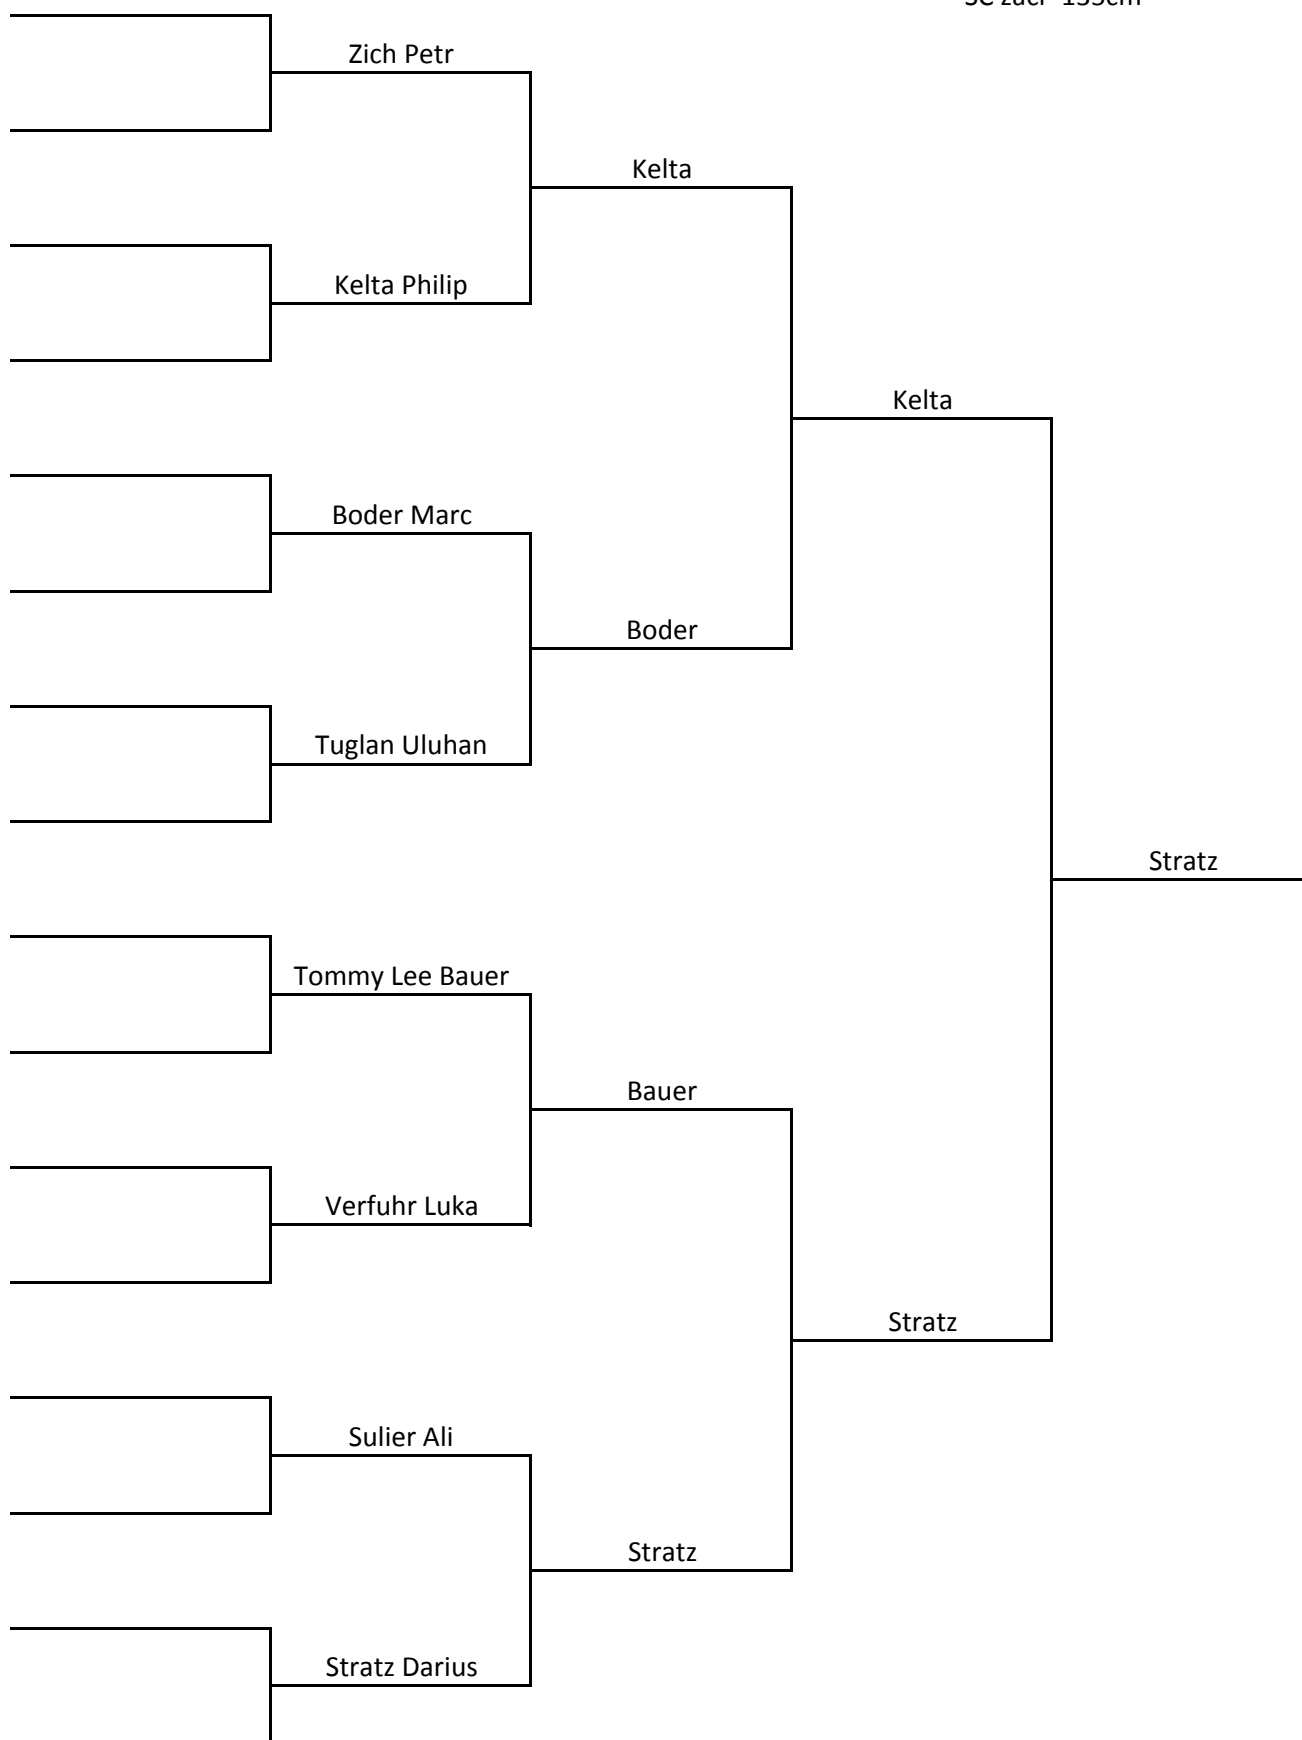 Zich Petr
Kelta
Kelta Philip
Kelta
Boder Marc
Boder
Tuglan Uluhan
Stratz
Tommy Lee Bauer
Bauer
Verfuhr Luka
Stratz
Sulier Ali
Stratz
Stratz Darius